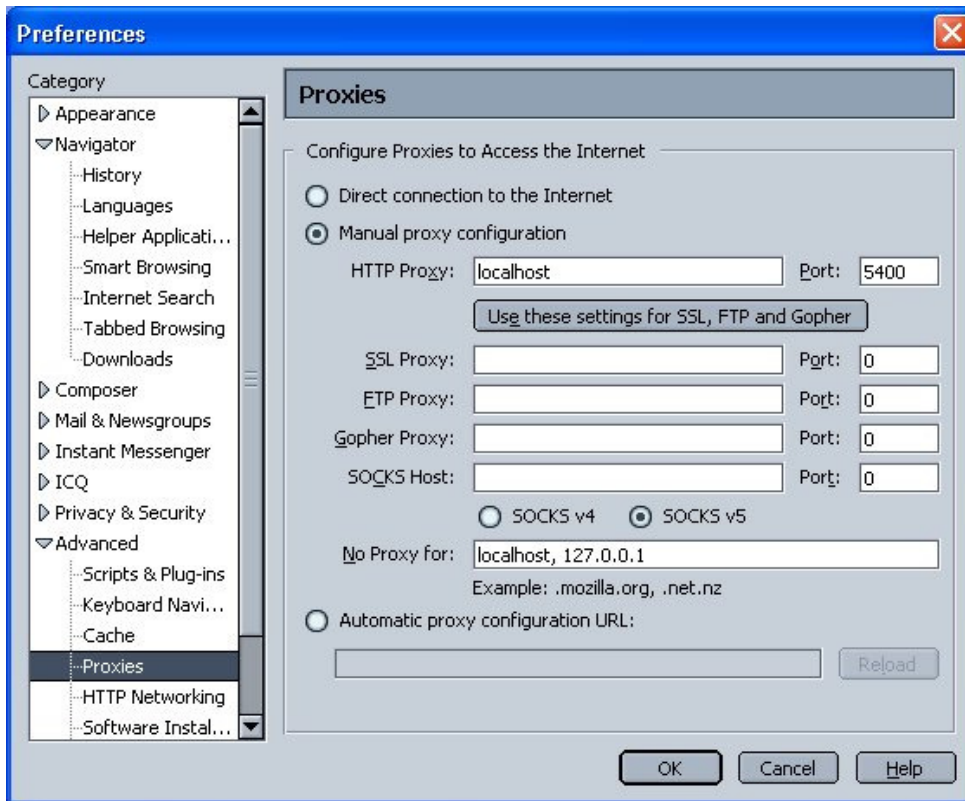 Preferences
Category
Appearance
Navigator
History
Languages
Helper Applicati...
Smart Browsing
Internet Search
Tabbed Browsing
Downloads
Composer
Mail & Newsgroups
Instant Messenger
ICQ
Privacy & Security
Advanced
Scripts & Plug-ins
Keyboard Navi...
Cache
Proxies
HTTP Networking
Software Instal...
Proxies
Configure Proxies to Access the Internet
Direct connection to the Internet
Manual proxy configuration
HTTP Proxy: localhost Port: 5400
Use these settings for SSL, FTP and Gopher
SSL Proxy: Port: 0
FTP Proxy: Port: 0
Gopher Proxy: Port: 0
SOCKS Host: Port: 0
SOCKS v4 SOCKS v5
No Proxy for: localhost, 127.0.0.1
Example: .mozilla.org, .net.nz
Automatic proxy configuration URL:
Reload
OK Cancel Help